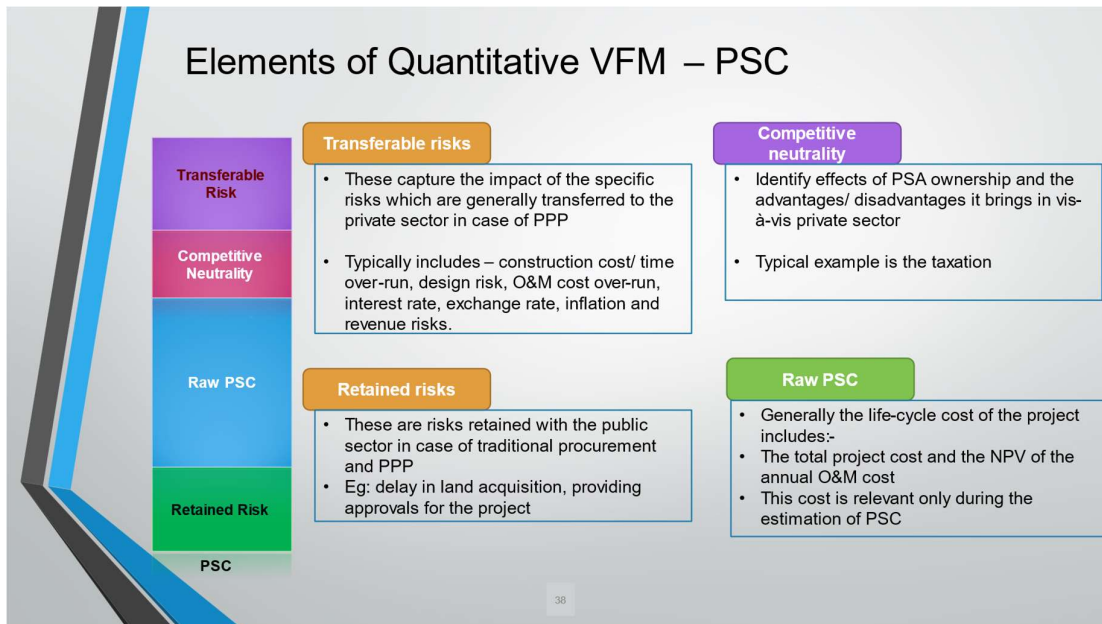 Elements of Quantitative VFM – PSC
Transferable
Risk
Competitive
Neutrality
Raw PSC
Retained Risk
PSC
Transferable risks
• These capture the impact of the specific
risks which are generally transferred to the
private sector in case of PPP
• Typically includes – construction cost/ time
over-run, design risk, O&M cost over-run,
interest rate, exchange rate, inflation and
revenue risks.
Competitive
neutrality
• Identify effects of PSA ownership and the
advantages/ disadvantages it brings in vis-
à-vis private sector
• Typical example is the taxation
Retained risks
• These are risks retained with the public
sector in case of traditional procurement
and PPP
• Eg: delay in land acquisition, providing
approvals for the project
Raw PSC
• Generally the life-cycle cost of the project
includes:-
• The total project cost and the NPV of the
annual O&M cost
• This cost is relevant only during the
estimation of PSC
38